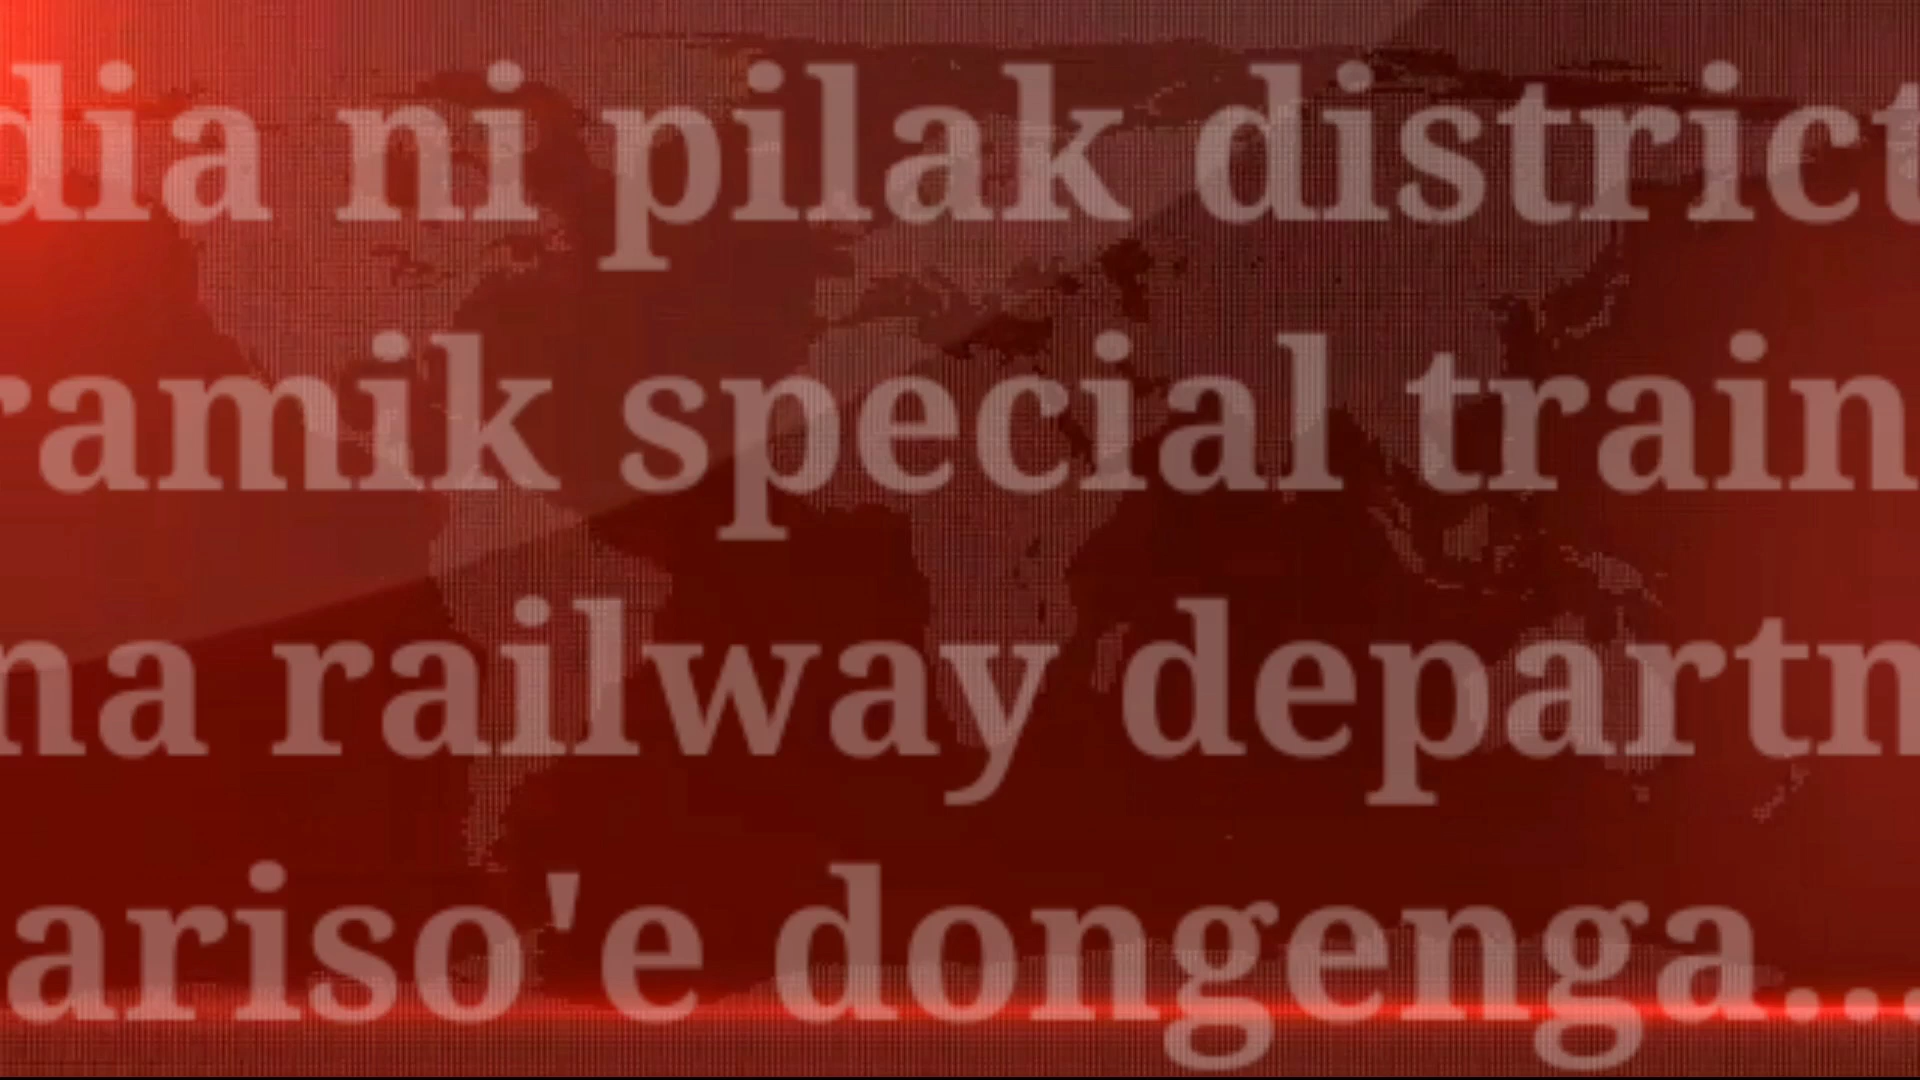 dia ni pilak district
ramik special train
na railway departn
ariso'e dongenga...